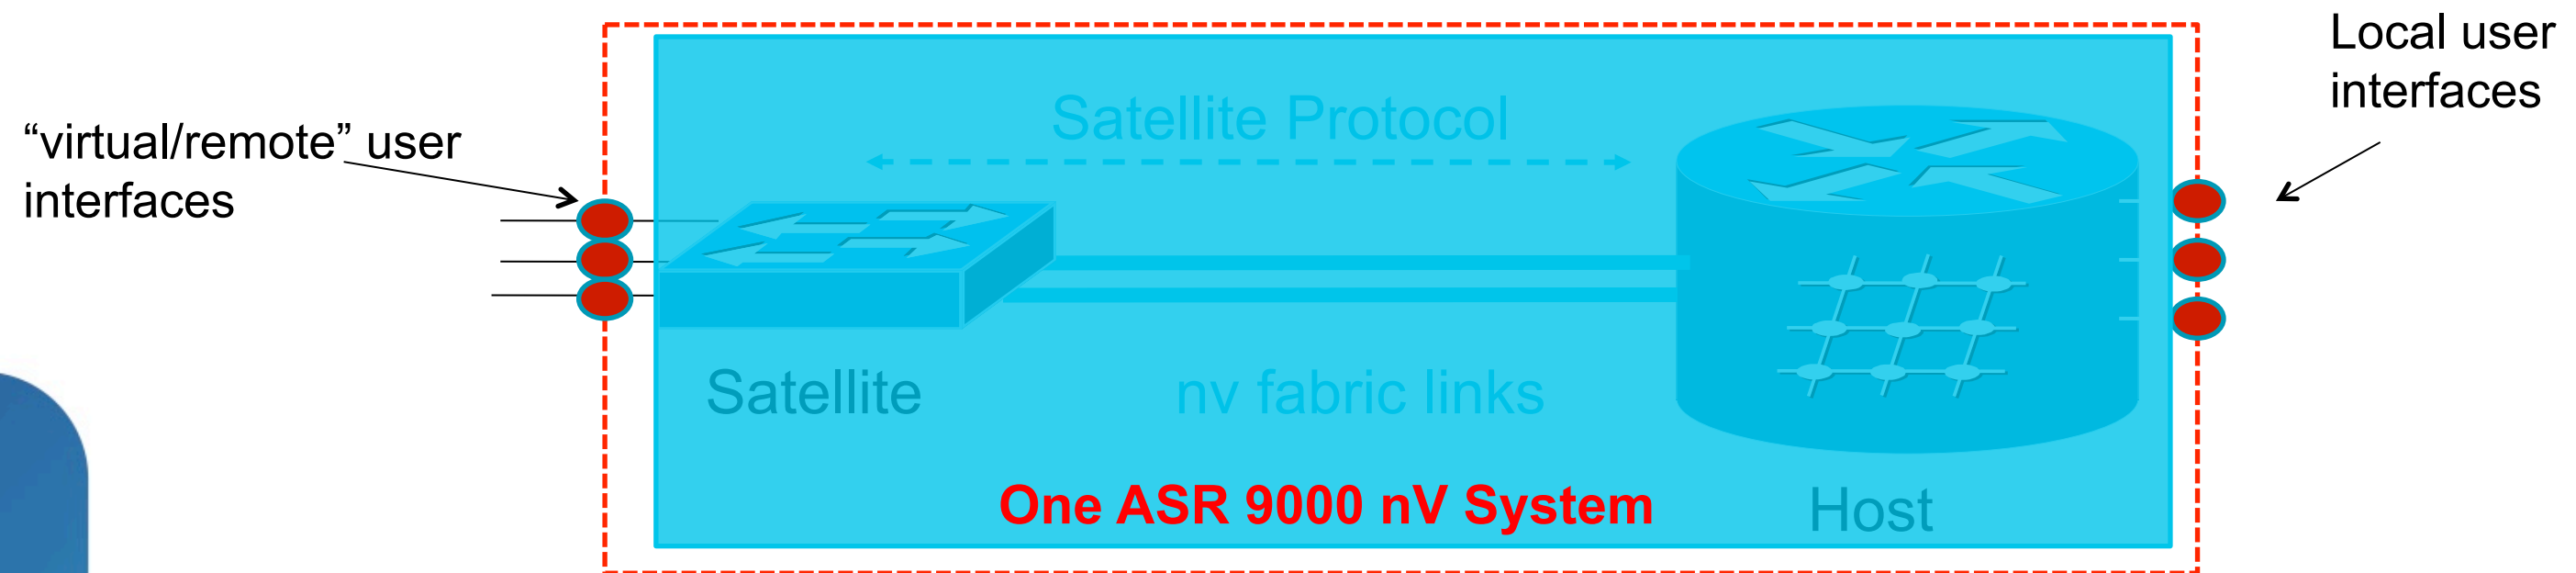 “virtual/remote” user
interfaces
Satellite Protocol
Local user
interfaces
Satellite
nv fabric links
One ASR 9000 nV System
Host